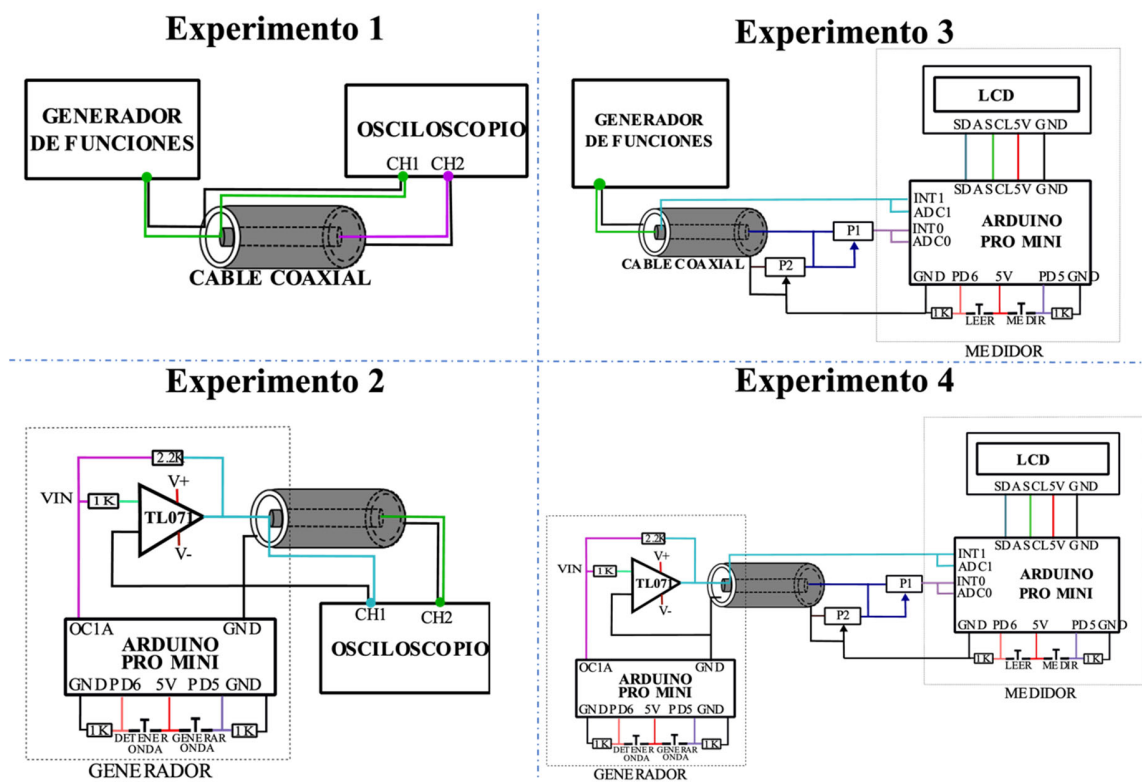 Experimento 1
GENERADOR
DE FUNCIONES
OSCILOSCOPIO
CH1 CH2
CABLE COAXIAL
Experimento 3
GENERADOR
DE FUNCIONES
LCD
SDA SCL 5V GND
SDA SCL 5V GND
INT1
ADC1
INT0
ADC0
ARDUINO
PRO MINI
P1
CABLE COAXIAL
P2
GND PD6 5V PD5 GND
1K
LEER
MEDIR
1K
MEDIDOR
Experimento 2
2.2K
V+
VIN
1K
TL071
V-
OC1A
GND
CH1
CH2
ARDUINO
PRO MINI
OSCILOSCOPIO
GND PD6 5V PD5 GND
1K
DETENER
ONDA
GENERAR
ONDA
1K
GENERADOR
Experimento 4
LCD
SDA SCL 5V GND
SDA SCL 5V GND
2.2K
V+
VIN
1K
TL071
V-
INT1
ADC1
INT0
ADC0
ARDUINO
PRO MINI
P1
P2
GND PD6 5V PD5 GND
1K
LEER
MEDIR
1K
MEDIDOR
OC1A
GND
ARDUINO
PRO MINI
GND PD6 5V PD5 GND
1K
DETENER
ONDA
GENERAR
ONDA
1K
GENERADOR